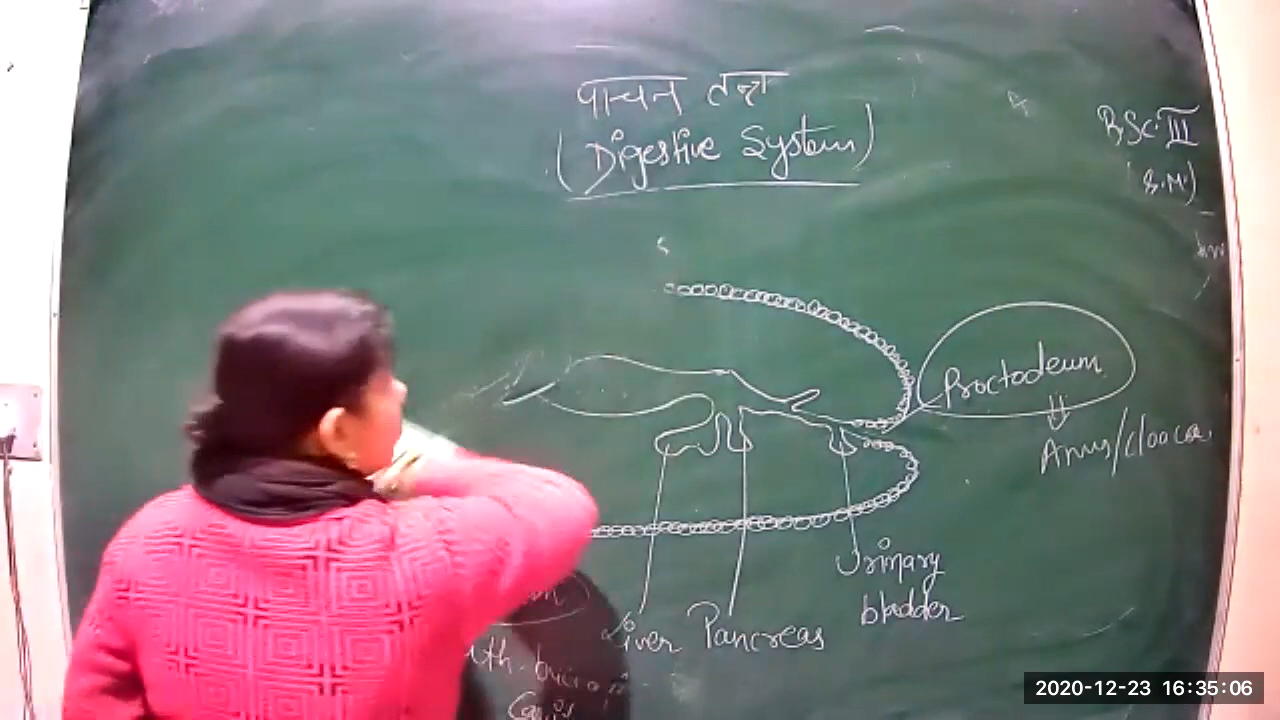 पाचन तन्त्र
(Digestive System)
B.Sc. III
Proctodeum
Anus/cloaca
Urinary
bladder
Liver Pancreas
2020-12-23 16:35:06